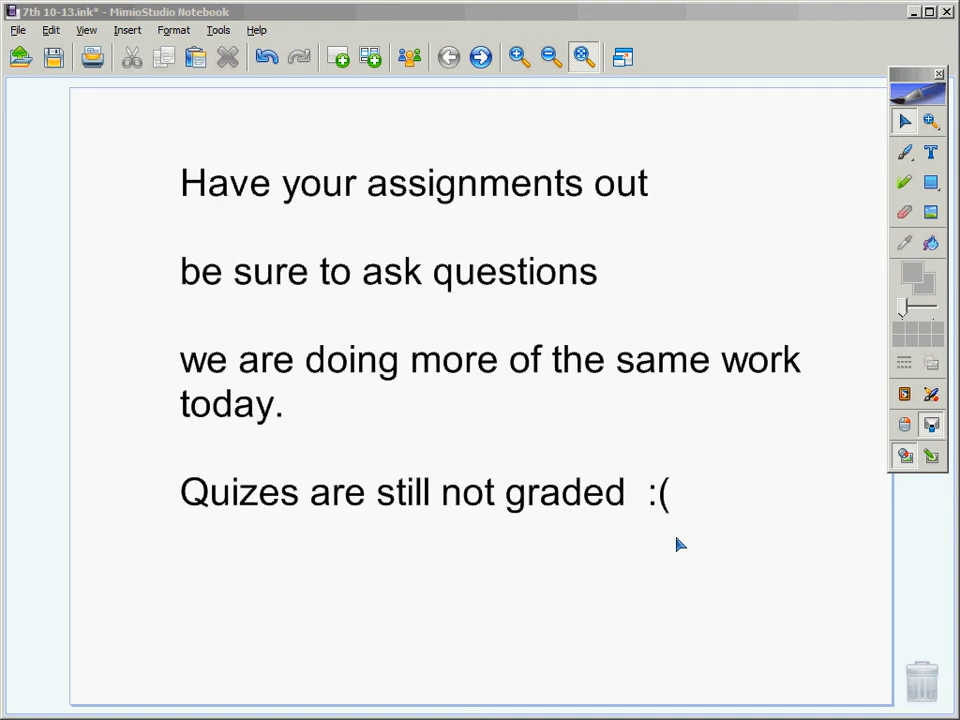 7th 10-13.ink* - MimioStudio Notebook
File Edit View Insert Format Tools Help
Have your assignments out
be sure to ask questions
we are doing more of the same work
today.
Quizes are still not graded :(
T